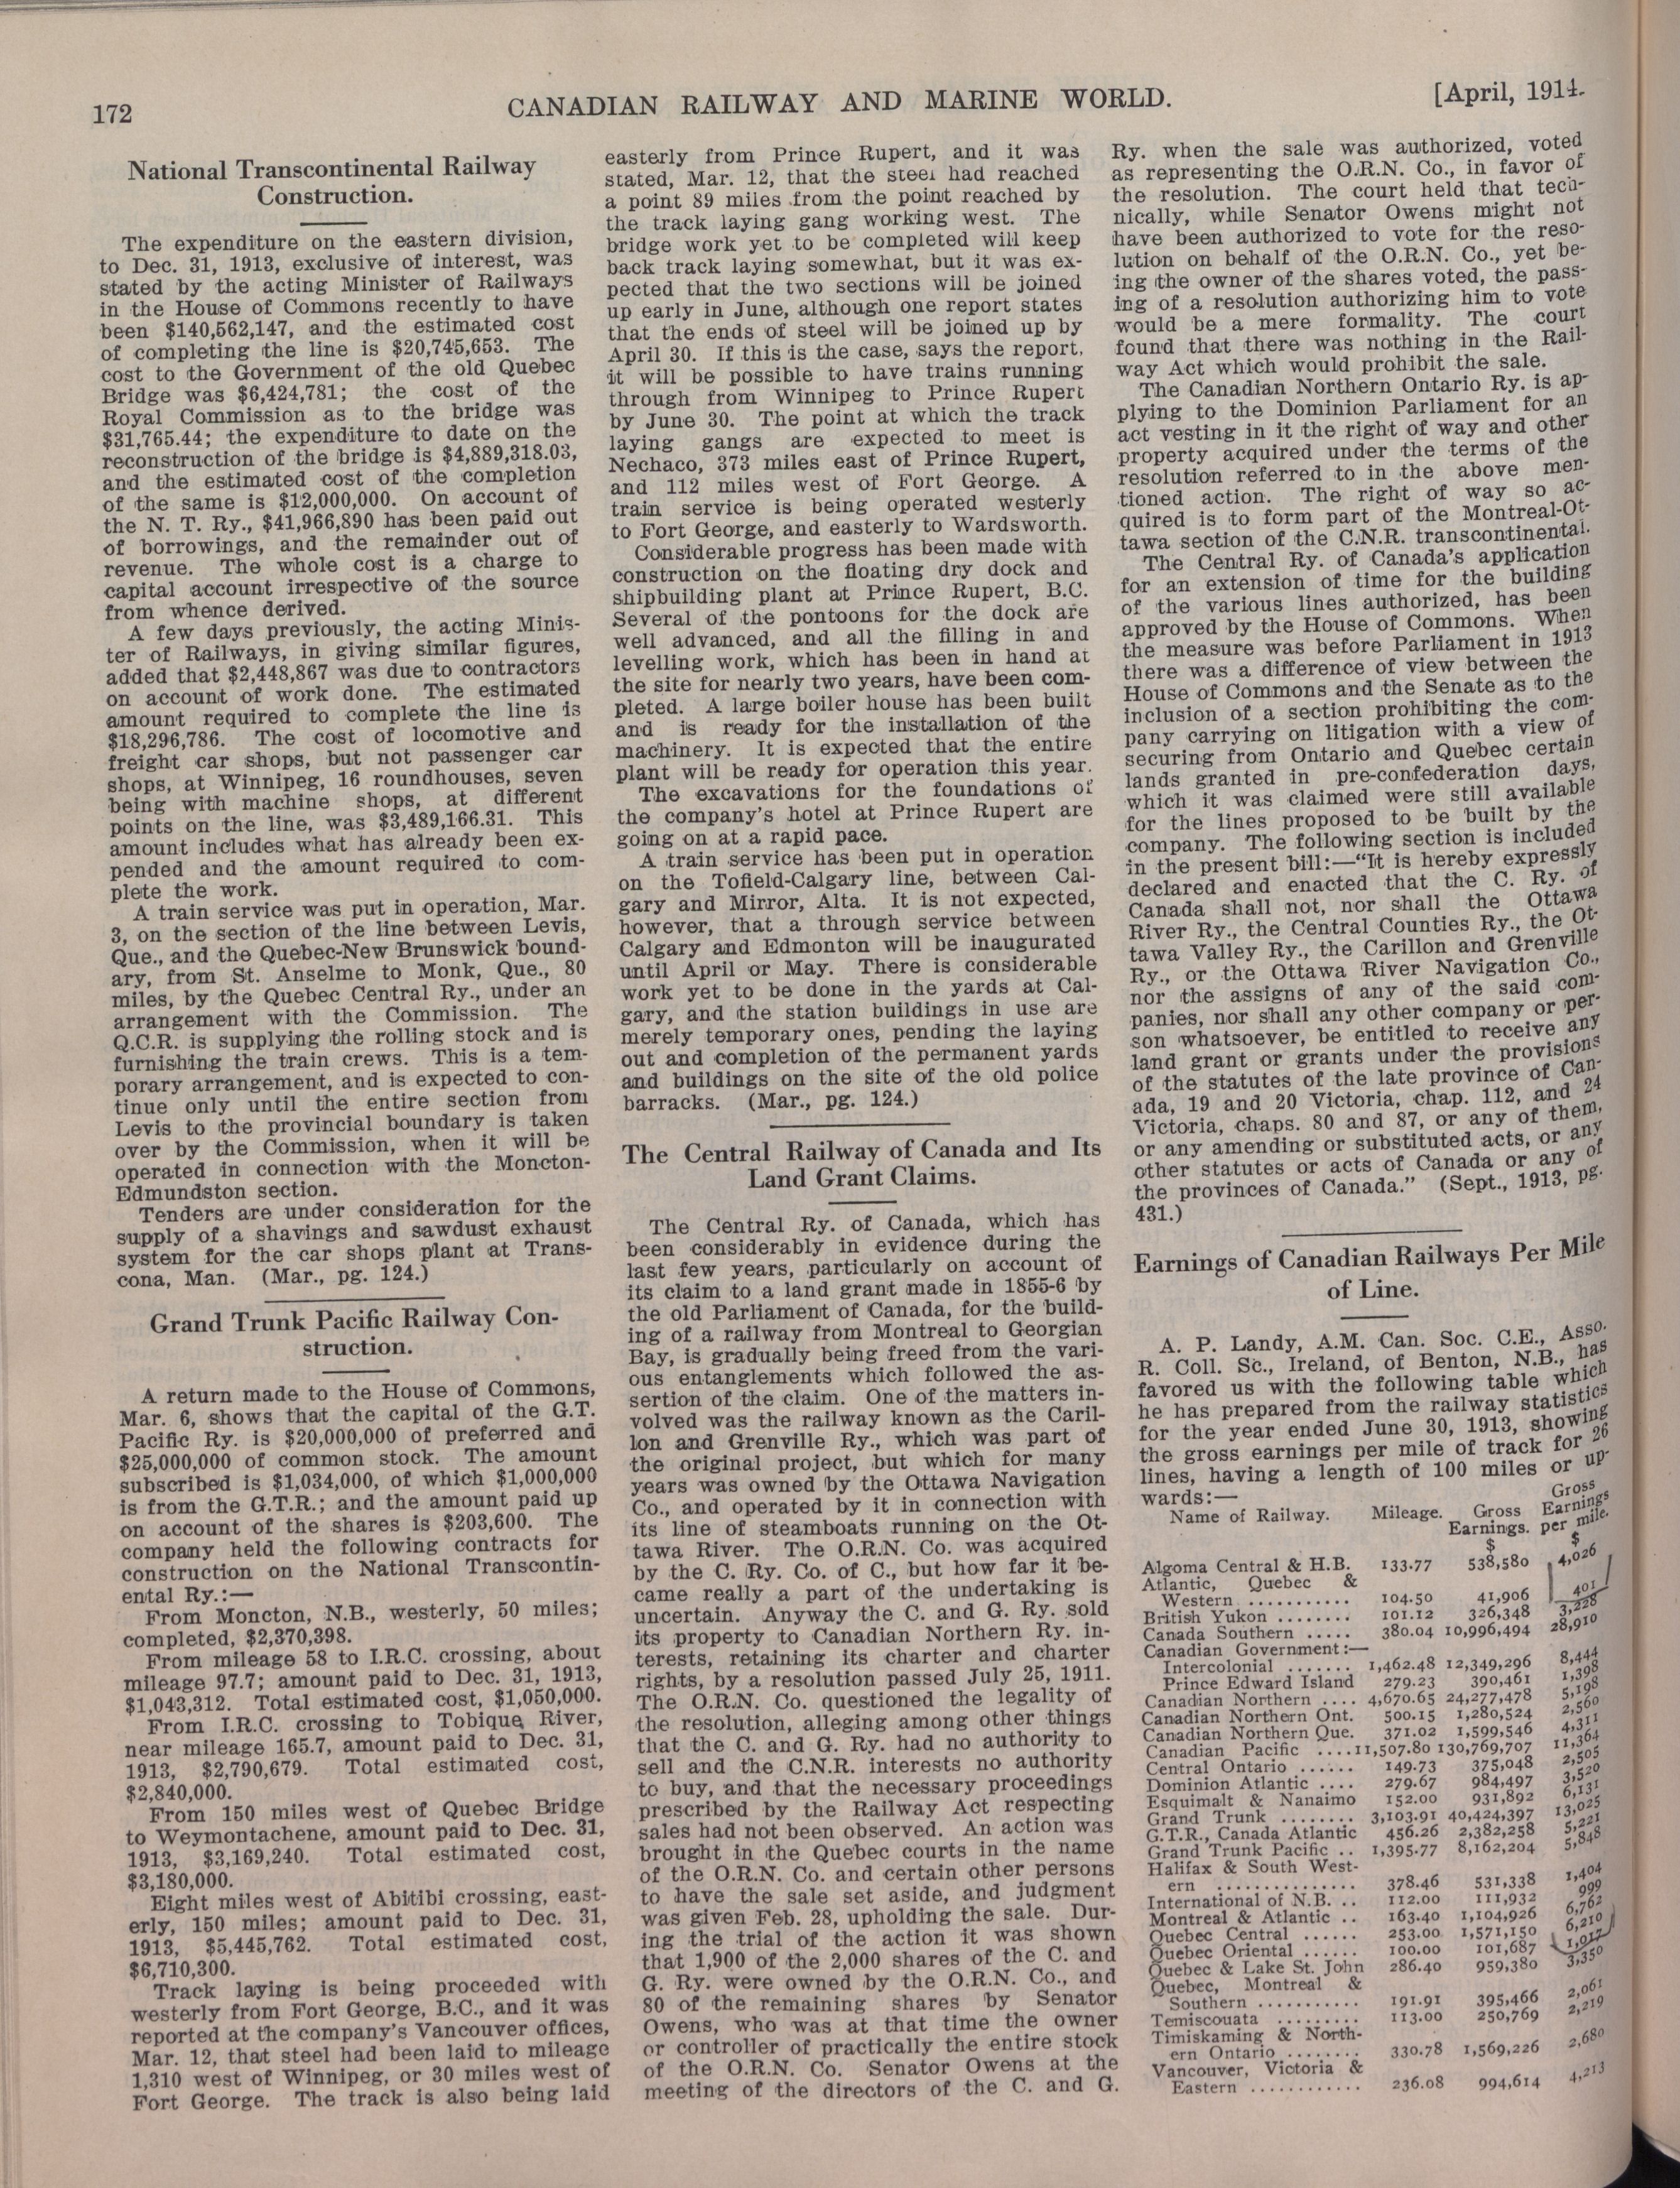 172
CANADIAN RAILWAY AND MARINE WORLD.
[April, 1914.
National Transcontinental Railway
Construction.
The expenditure on the eastern division,
to Dec. 31, 1913, exclusive of interest, was
stated by the acting Minister of Railways
in the House of Commons recently to have
been $140,562,147, and the estimated cost
of completing the line is $20,745,653. The
cost to the Government of the old Quebec
Bridge was $6,424,781; the cost of the
Royal Commission as to the bridge was
$31,765.44; the expenditure to date on the
reconstruction of the bridge is $4,889,318.03,
and the estimated cost of the completion
of the same is $12,000,000. On account of
the N. T. Ry., $41,966,890 has been paid out
of borrowings, and the remainder out of
revenue. The whole cost is a charge to
capital account irrespective of the source
from whence derived.
A few days previously, the acting Minis-
ter of Railways, in giving similar figures,
added that $2,448,867 was due to contractors
on account of work done. The estimated
amount required to complete the line is
$18,296,786. The cost of locomotive and
freight car shops, but not passenger car
shops, at Winnipeg, 16 roundhouses, seven
being with machine shops, at different
points on the line, was $3,489,166.31. This
amount includes what has already been ex-
pended and the amount required to com-
plete the work.
A train service was put in operation, Mar.
3, on the section of the line between Levis,
Que., and the Quebec-New Brunswick bound-
ary, from St. Anselme to Monk, Que., 80
miles, by the Quebec Central Ry., under an
arrangement with the Commission. The
Q.C.R. is supplying the rolling stock and is
furnishing the train crews. This is a tem-
porary arrangement, and is expected to con-
tinue only until the entire section from
Levis to the provincial boundary is taken
over by the Commission, when it will be
operated in connection with the Moncton-
Edmundston section.
Tenders are under consideration for the
supply of a shavings and sawdust exhaust
system for the car shops plant at Trans-
cona, Man. (Mar., pg. 124.)
Grand Trunk Pacific Railway Con-
struction.
A return made to the House of Commons,
Mar. 6, shows that the capital of the G.T.
Pacific Ry. is $20,000,000 of preferred and
$25,000,000 of common stock. The amount
subscribed is $1,034,000, of which $1,000,000
is from the G.T.R.; and the amount paid up
on account of the shares is $203,600. The
company held the following contracts for
construction on the National Transcontin-
ental Ry.:—
From Moncton, N.B., westerly, 50 miles;
completed, $2,370,398.
From mileage 58 to I.R.C. crossing, about
mileage 97.7; amount paid to Dec. 31, 1913,
$1,043,312. Total estimated cost, $1,050,000.
From I.R.C. crossing to Tobique River,
near mileage 165.7, amount paid to Dec. 31,
1913, $2,790,679. Total estimated cost,
$2,840,000.
From 150 miles west of Quebec Bridge
to Weymontachene, amount paid to Dec. 31,
1913, $3,169,240. Total estimated cost,
$3,180,000.
Eight miles west of Abitibi crossing, east-
erly, 150 miles; amount paid to Dec. 31,
1913, $5,445,762. Total estimated cost,
$6,710,300.
Track laying is being proceeded with
westerly from Fort George, B.C., and it was
reported at the company's Vancouver offices,
Mar. 12, that steel had been laid to mileage
1,310 west of Winnipeg, or 30 miles west of
Fort George. The track is also being laid
easterly from Prince Rupert, and it was
stated, Mar. 12, that the steel had reached
a point 89 miles from the point reached by
the track laying gang working west. The
bridge work yet to be completed will keep
back track laying somewhat, but it was ex-
pected that the two sections will be joined
up early in June, although one report states
that the ends of steel will be joined up by
April 30. If this is the case, says the report,
it will be possible to have trains running
through from Winnipeg to Prince Rupert
by June 30. The point at which the track
laying gangs are expected to meet is
Nechaco, 373 miles east of Prince Rupert,
and 112 miles west of Fort George. A
train service is being operated westerly
to Fort George, and easterly to Wardsworth.
Considerable progress has been made with
construction on the floating dry dock and
shipbuilding plant at Prince Rupert, B.C.
Several of the pontoons for the dock are
well advanced, and all the filling in and
levelling work, which has been in hand at
the site for nearly two years, have been com-
pleted. A large boiler house has been built
and is ready for the installation of the
machinery. It is expected that the entire
plant will be ready for operation this year.
The excavations for the foundations of
the company's hotel at Prince Rupert are
going on at a rapid pace.
A train service has been put in operation
on the Tofield-Calgary line, between Cal-
gary and Mirror, Alta. It is not expected,
however, that a through service between
Calgary and Edmonton will be inaugurated
until April or May. There is considerable
work yet to be done in the yards at Cal-
gary, and the station buildings in use are
merely temporary ones, pending the laying
out and completion of the permanent yards
and buildings on the site of the old police
barracks. (Mar., pg. 124.)
The Central Railway of Canada and Its
Land Grant Claims.
The Central Ry. of Canada, which has
been considerably in evidence during the
last few years, particularly on account of
its claim to a land grant made in 1855-6 by
the old Parliament of Canada, for the build-
ing of a railway from Montreal to Georgian
Bay, is gradually being freed from the vari-
ous entanglements which followed the as-
sertion of the claim. One of the matters in-
volved was the railway known as the Caril-
lon and Grenville Ry., which was part of
the original project, but which for many
years was owned by the Ottawa Navigation
Co., and operated by it in connection with
its line of steamboats running on the Ot-
tawa River. The O.R.N. Co. was acquired
by the C. Ry. Co. of C., but how far it be-
came really a part of the undertaking is
uncertain. Anyway the C. and G. Ry. sold
its property to Canadian Northern Ry. in-
terests, retaining its charter and charter
rights, by a resolution passed July 25, 1911.
The O.R.N. Co. questioned the legality of
the resolution, alleging among other things
that the C. and G. Ry. had no authority to
sell and the C.N.R. interests no authority
to buy, and that the necessary proceedings
prescribed by the Railway Act respecting
sales had not been observed. An action was
brought in the Quebec courts in the name
of the O.R.N. Co. and certain other persons
to have the sale set aside, and judgment
was given Feb. 28, upholding the sale. Dur-
ing the trial of the action it was shown
that 1,900 of the 2,000 shares of the C. and
G. Ry. were owned by the O.R.N. Co., and
80 of the remaining shares by Senator
Owens, who was at that time the owner
or controller of practically the entire stock
of the O.R.N. Co. Senator Owens at the
meeting of the directors of the C. and G.
Ry. when the sale was authorized, voted
as representing the O.R.N. Co., in favor of
the resolution. The court held that tech-
nically, while Senator Owens might not
have been authorized to vote for the reso-
lution on behalf of the O.R.N. Co., yet be-
ing the owner of the shares voted, the pass-
ing of a resolution authorizing him to vote
would be a mere formality. The court
found that there was nothing in the Rail-
way Act which would prohibit the sale.
The Canadian Northern Ontario Ry. is ap-
plying to the Dominion Parliament for an
act vesting in it the right of way and other
property acquired under the terms of the
resolution referred to in the above men-
tioned action. The right of way so ac-
quired is to form part of the Montreal-Ot-
tawa section of the C.N.R. transcontinental.
The Central Ry. of Canada's application
for an extension of time for the building
of the various lines authorized, has been
approved by the House of Commons. When
the measure was before Parliament in 1913
there was a difference of view between the
House of Commons and the Senate as to the
inclusion of a section prohibiting the com-
pany carrying on litigation with a view of
securing from Ontario and Quebec certain
lands granted in pre-confederation days,
which it was claimed were still available
for the lines proposed to be built by the
company. The following section is included
in the present bill:—"It is hereby expressly
declared and enacted that the C. Ry. of
Canada shall not, nor shall the Ottawa
River Ry., the Central Counties Ry., the Ot-
tawa Valley Ry., the Carillon and Grenville
Ry., or the Ottawa River Navigation Co.,
nor the assigns of any of the said com-
panies, nor shall any other company or per-
son whatsoever, be entitled to receive any
land grant or grants under the provisions
of the statutes of the late province of Can-
ada, 19 and 20 Victoria, chap. 112, and 24
Victoria, chaps. 80 and 87, or any of them,
or any amending or substituted acts, or any
other statutes or acts of Canada or any of
the provinces of Canada." (Sept., 1913, pg.
431.)
Earnings of Canadian Railways Per Mile
of Line.
A. P. Landy, A.M. Can. Soc. C.E., Asso.
R. Coll. Sc., Ireland, of Benton, N.B., has
favored us with the following table which
he has prepared from the railway statistics
for the year ended June 30, 1913, showing
the gross earnings per mile of track for 26
lines, having a length of 100 miles or up-
wards:—
Gross
Name of Railway. Mileage. Gross Earnings
Earnings. per mile.
$ $
Algoma Central & H.B. 133.77 538,580 4,026
Atlantic, Quebec &
Western ........... 104.50 41,906 401
British Yukon ........ 101.12 326,348 3,228
Canada Southern ..... 380.04 10,996,494 28,910
Canadian Government:—
Intercolonial ....... 1,462.48 12,349,296 8,444
Prince Edward Island 279.23 390,461 1,398
Canadian Northern .... 4,670.65 24,277,478 5,198
Canadian Northern Ont. 500.15 1,280,524 2,560
Canadian Northern Que. 371.02 1,599,546 4,311
Canadian Pacific ....11,507.80 130,769,707 11,364
Central Ontario ...... 149.73 375,048 2,505
Dominion Atlantic .... 279.67 984,497 3,520
Esquimalt & Nanaimo 152.00 931,892 6,131
Grand Trunk ........ 3,103.91 40,424,397 13,025
G.T.R., Canada Atlantic 456.26 2,382,258 5,221
Grand Trunk Pacific .. 1,395.77 8,162,204 5,848
Halifax & South West-
ern ............... 378.46 531,338 1,404
International of N.B. .. 112.00 111,932 999
Montreal & Atlantic .. 163.40 1,104,926 6,762
Quebec Central ...... 253.00 1,571,150 6,210
Quebec Oriental ...... 100.00 101,687 1,017
Quebec & Lake St. John 286.40 959,380 3,350
Quebec, Montreal &
Southern ........... 191.91 395,466 2,061
Temiscouata ......... 113.00 250,769 2,219
Timiskaming & North-
ern Ontario ........ 330.78 1,569,226 2,680
Vancouver, Victoria &
Eastern ............ 236.08 994,614 4,213